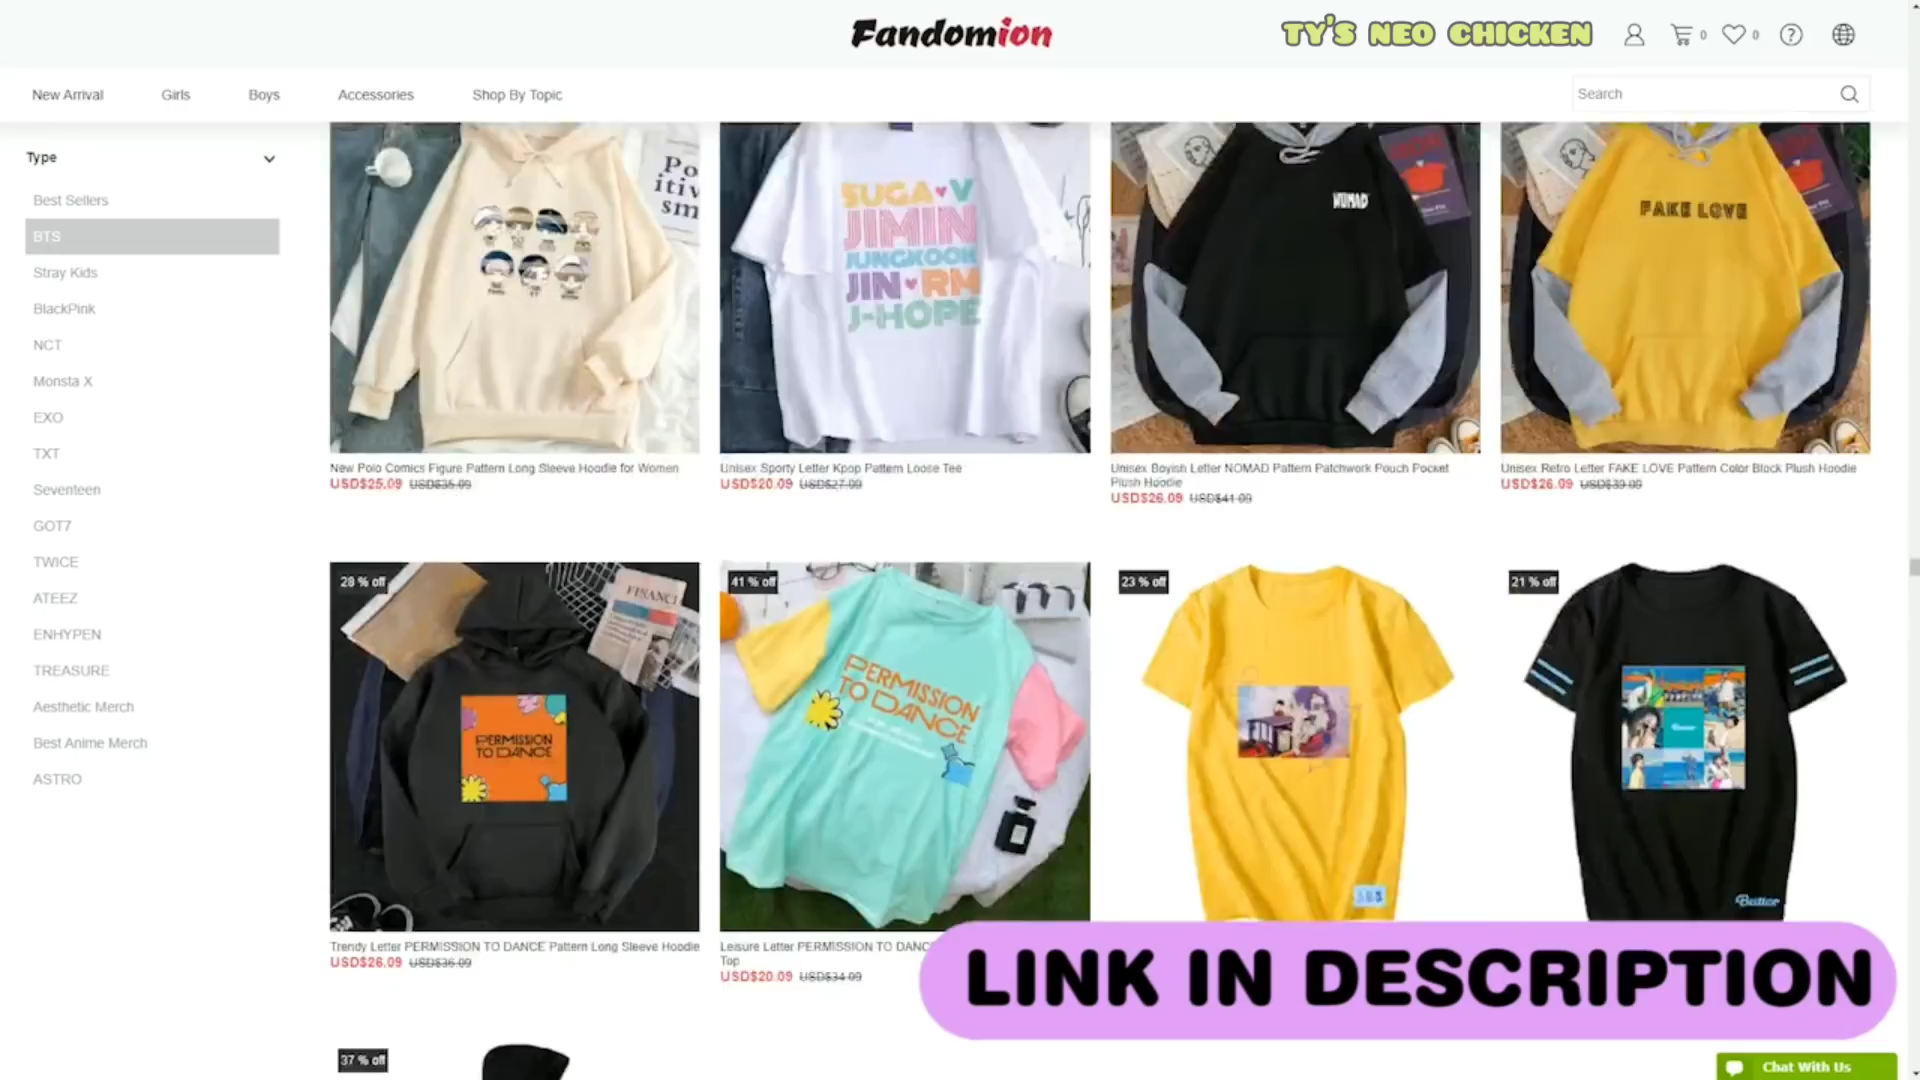 Fandomion
TY'S NEO CHICKEN
0
0
New Arrival
Girls
Boys
Accessories
Shop By Topic
Search
Type
Best Sellers
BTS
Stray Kids
BlackPink
NCT
Monsta X
EXO
TXT
Seventeen
GOT7
TWICE
ATEEZ
ENHYPEN
TREASURE
Aesthetic Merch
Best Anime Merch
ASTRO
SUGA♥V
JIMIN
JUNGKOOK
JIN♥RM
J-HOPE
NOMAD
FAKE LOVE
New Polo Comics Figure Pattern Long Sleeve Hoodie for Women
USD$25.09 USD$35.09
Unisex Sporty Letter Kpop Pattern Loose Tee
USD$20.09 USD$27.09
Unisex Boyish Letter NOMAD Pattern Patchwork Pouch Pocket
Plush Hoodie
USD$26.09 USD$41.09
Unisex Retro Letter FAKE LOVE Pattern Color Block Plush Hoodie
USD$26.09 USD$39.09
28 % off
PERMISSION
TO DANCE
41 % off
PERMISSION
TO DANCE
23 % off
21 % off
Butter
Trendy Letter PERMISSION TO DANCE Pattern Long Sleeve Hoodie
USD$26.09 USD$36.09
Leisure Letter PERMISSION TO DANC
Top
USD$20.09 USD$34.09
LINK IN DESCRIPTION
37 % off
Chat With Us